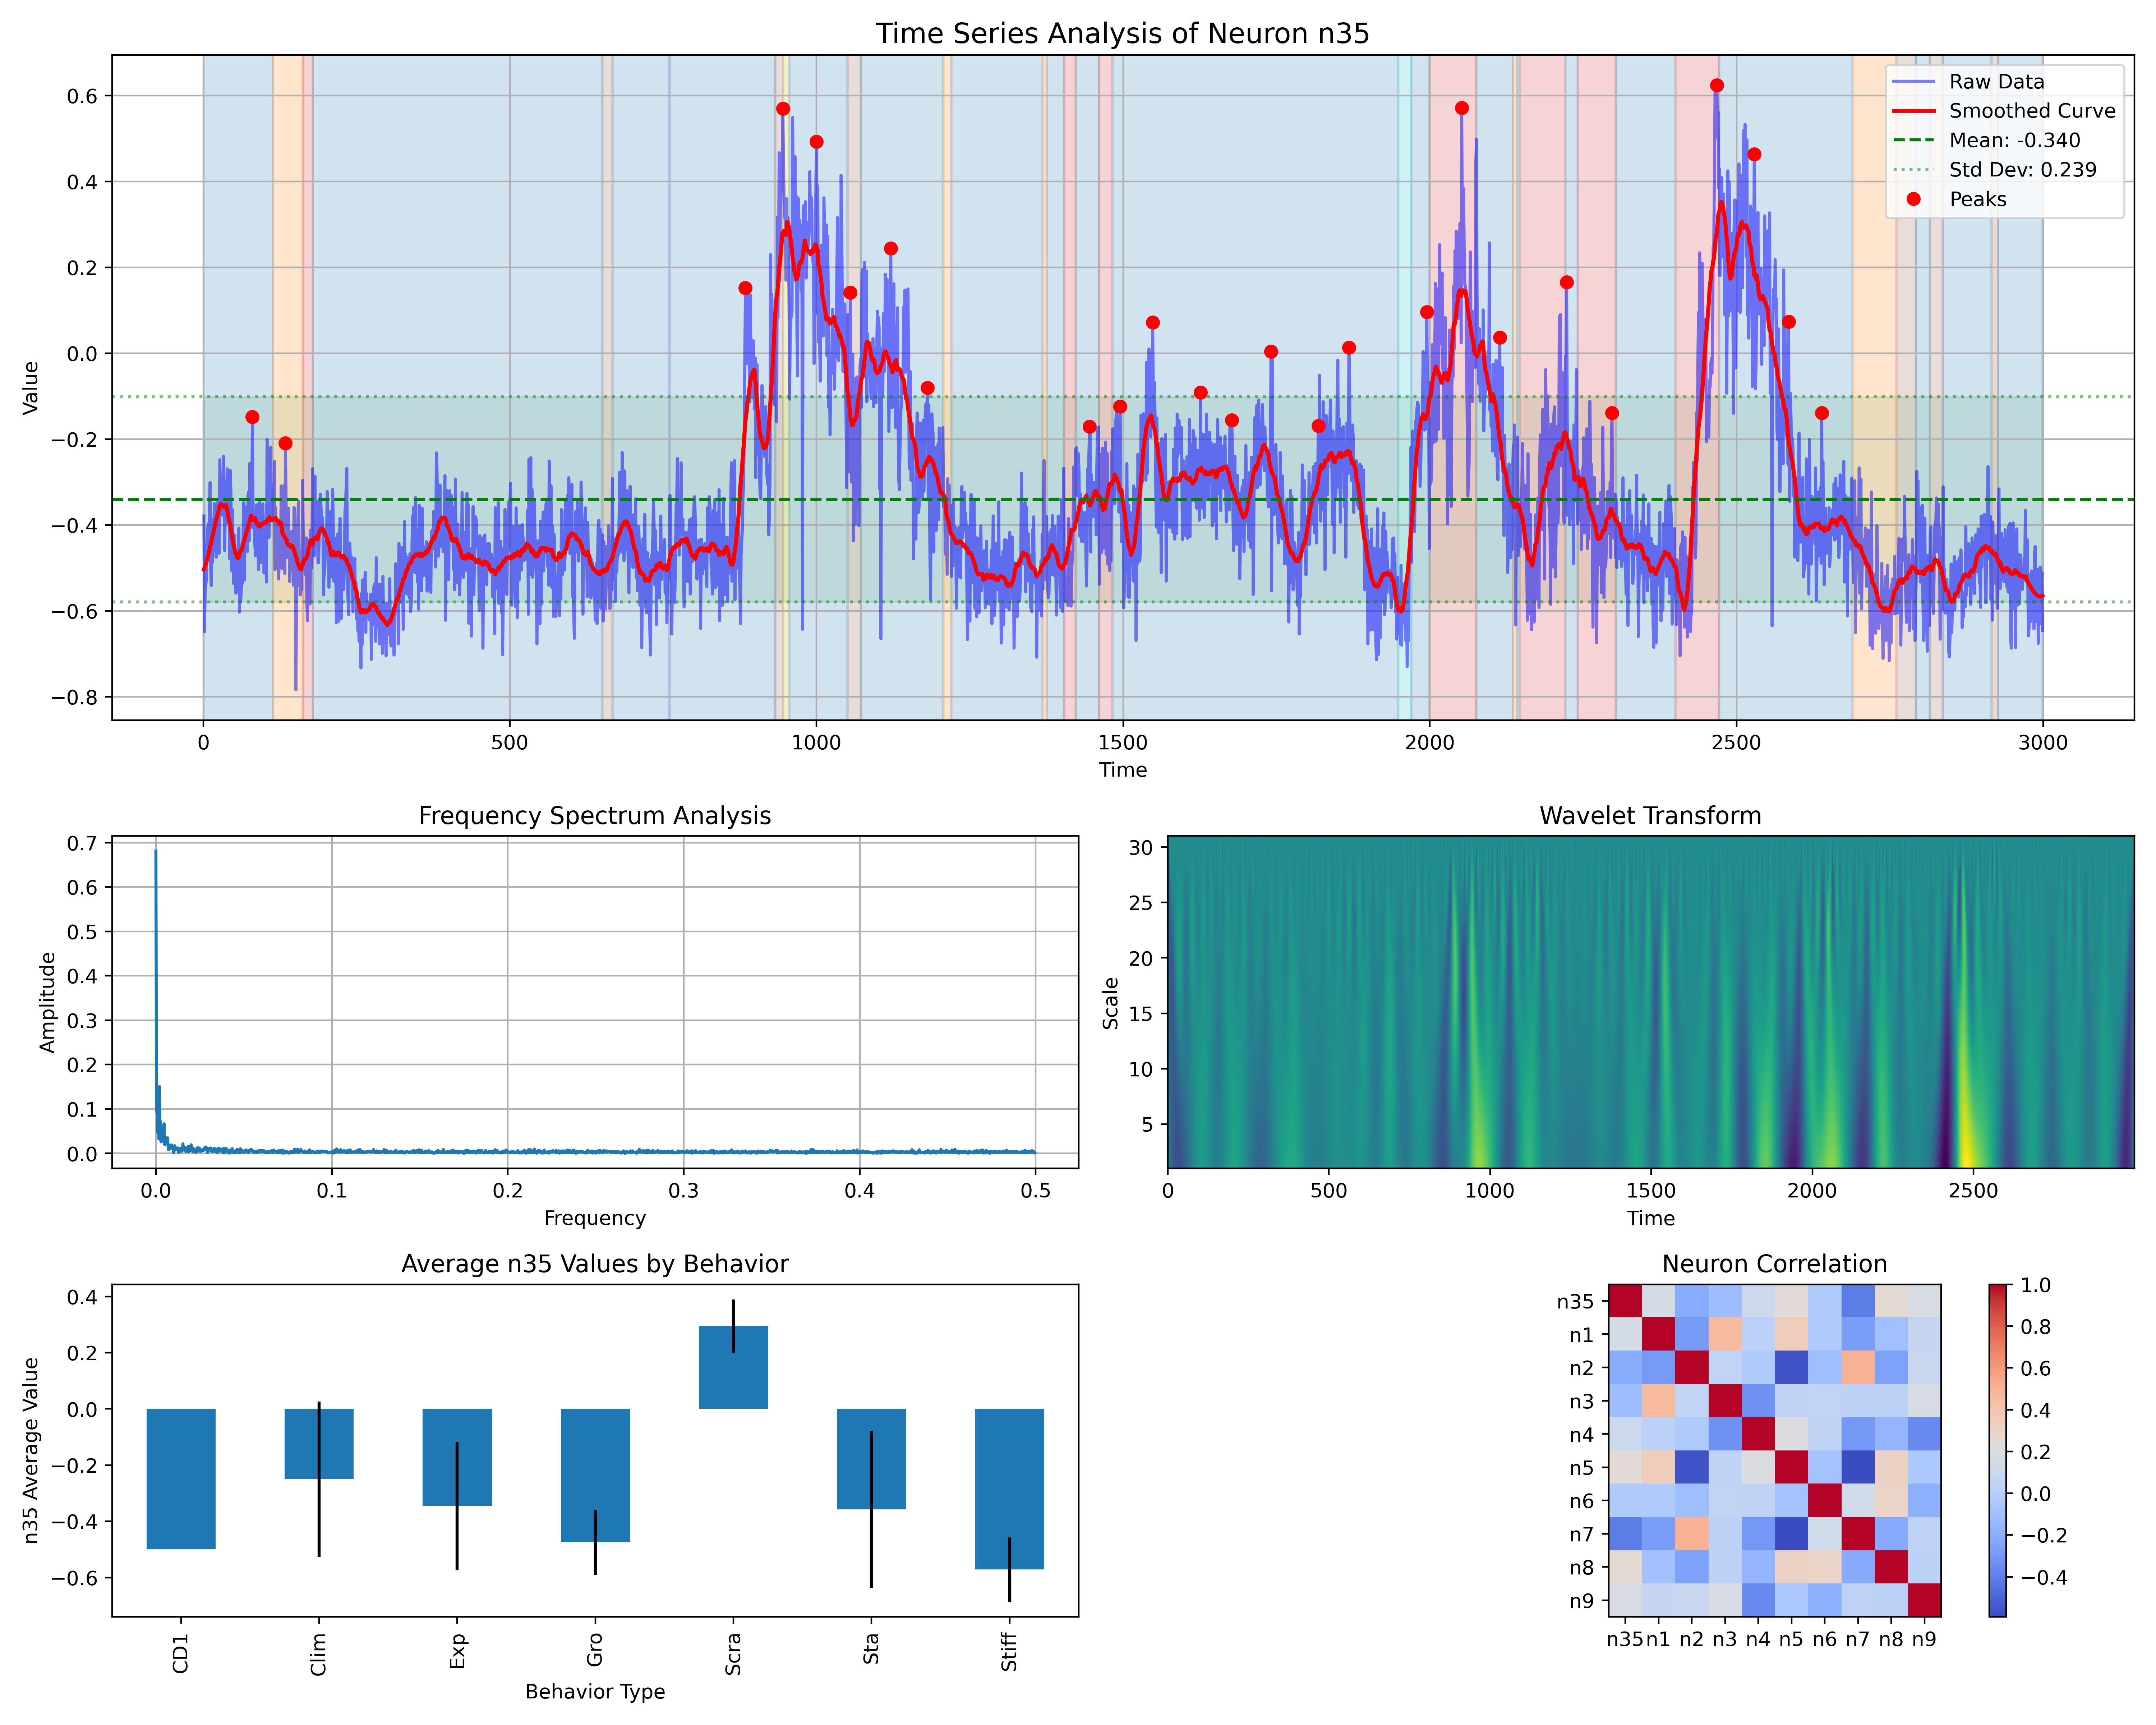 Time Series Analysis of Neuron n35
Raw Data
Smoothed Curve
Mean: -0.340
Std Dev: 0.239
Peaks
Value
0.6
0.4
0.2
0.0
−0.2
−0.4
−0.6
−0.8
0 500 1000 1500 2000 2500 3000
Time
Frequency Spectrum Analysis
Amplitude
0.7
0.6
0.5
0.4
0.3
0.2
0.1
0.0
0.0 0.1 0.2 0.3 0.4 0.5
Frequency
Wavelet Transform
Scale
30
25
20
15
10
5
0 500 1000 1500 2000 2500
Time
Average n35 Values by Behavior
n35 Average Value
0.4
0.2
0.0
−0.2
−0.4
−0.6
CD1 Clim Exp Gro Scra Sta Stiff
Behavior Type
Neuron Correlation
n35
n1
n2
n3
n4
n5
n6
n7
n8
n9
n35 n1 n2 n3 n4 n5 n6 n7 n8 n9
1.0
0.8
0.6
0.4
0.2
0.0
−0.2
−0.4